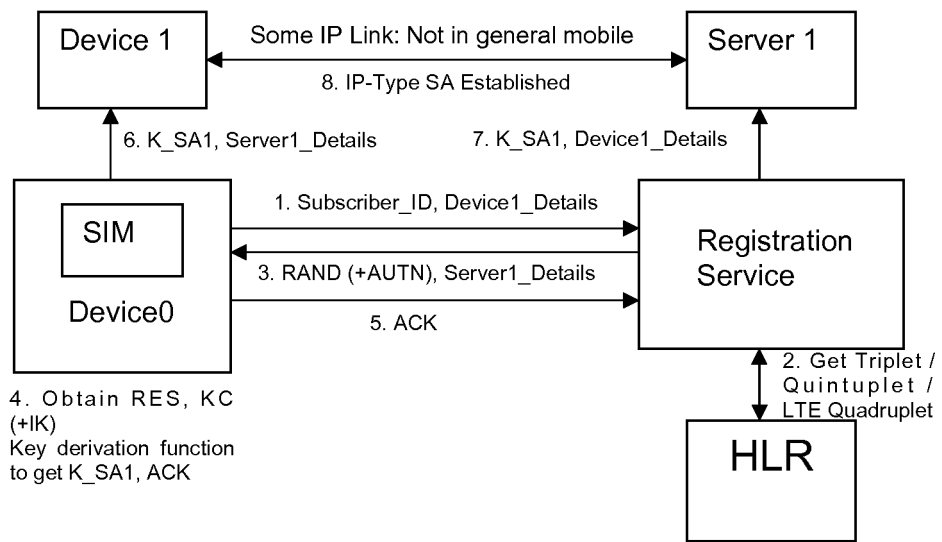 Device 1
Some IP Link: Not in general mobile
Server 1
8. IP-Type SA Established
6. K_SA1, Server1_Details
7. K_SA1, Device1_Details
1. Subscriber_ID, Device1_Details
SIM
Registration
Service
3. RAND (+AUTN), Server1_Details
Device0
5. ACK
2. Get Triplet /
Quintuplet /
LTE Quadruplet
4. Obtain RES, KC
(+IK)
Key derivation function
to get K_SA1, ACK
HLR